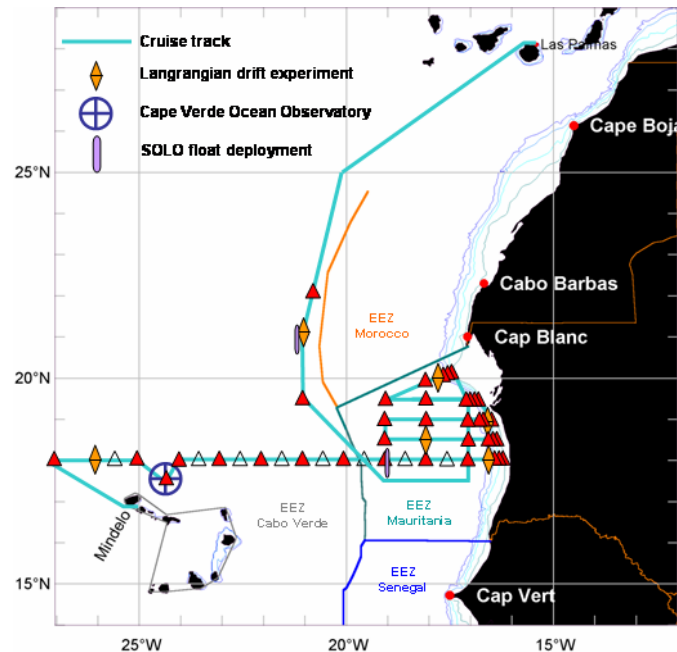 Cruise track
Langrangian drift experiment
Cape Verde Ocean Observatory
SOLO float deployment
Las Palmas
Cape Boja
25°N
Cabo Barbas
EEZ
Morocco
Cap Blanc
20°N
Mindelo
EEZ
Cabo Verde
EEZ
Mauritania
EEZ
Senegal
15°N
Cap Vert
25°W
20°W
15°W